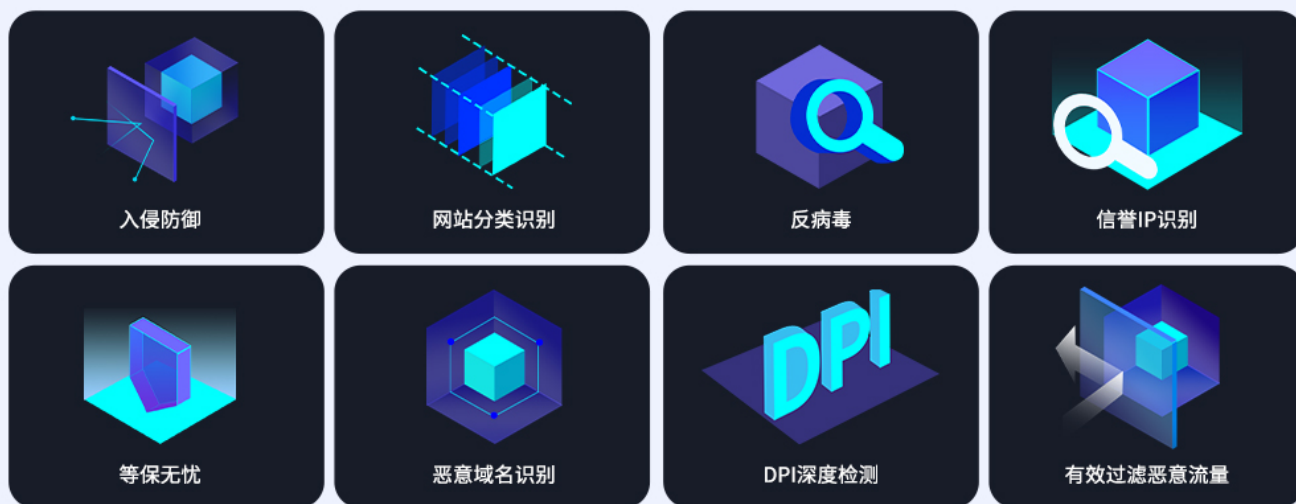 入侵防御
网站分类识别
反病毒
信誉IP识别
等保无忧
恶意域名识别
DPI
DPI深度检测
有效过滤恶意流量